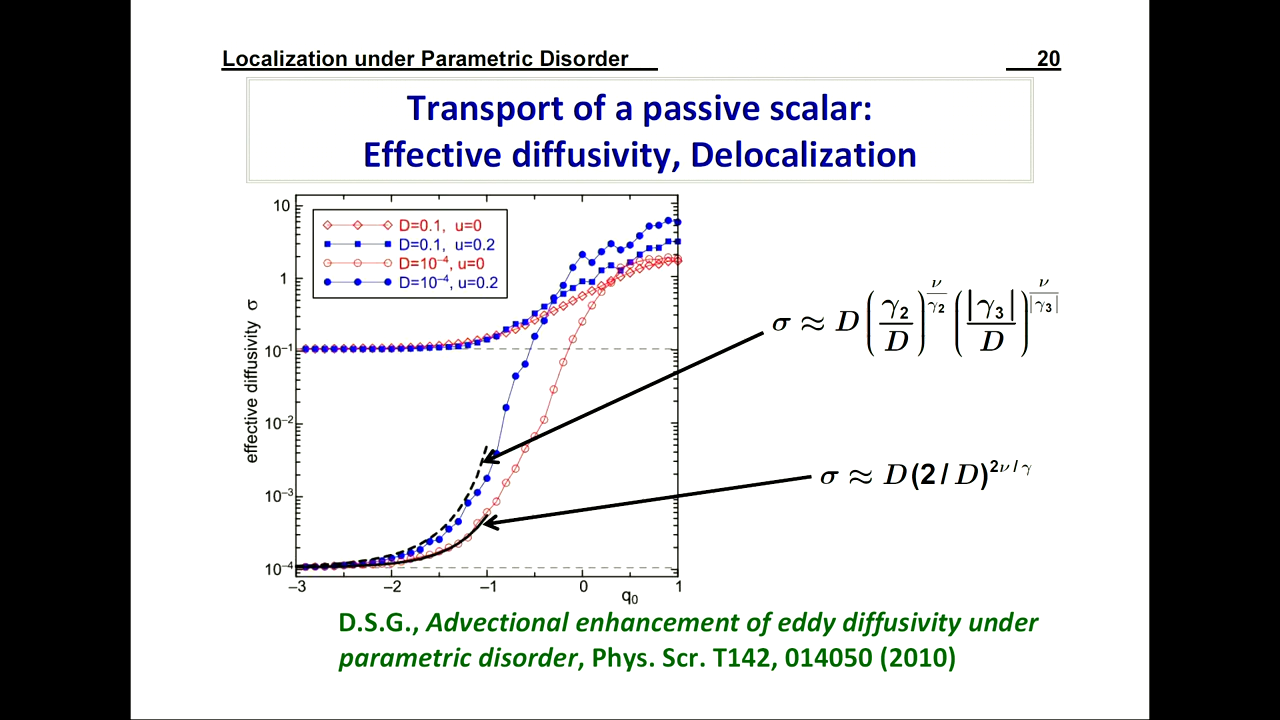 Localization under Parametric Disorder 20
Transport of a passive scalar:
Effective diffusivity, Delocalization
10
1
10⁻¹
10⁻²
10⁻³
10⁻⁴
effective diffusivity σ
D=0.1, u=0
D=0.1, u=0.2
D=10⁻⁴, u=0
D=10⁻⁴, u=0.2
–3 –2 –1 0 1
q₀
σ ≈ D (γ₂/D)^(ν/γ₂) (|γ₃|/D)^(ν/|γ₃|)
σ ≈ D(2/D)^(2ν/γ)
D.S.G., Advectional enhancement of eddy diffusivity under
parametric disorder, Phys. Scr. T142, 014050 (2010)